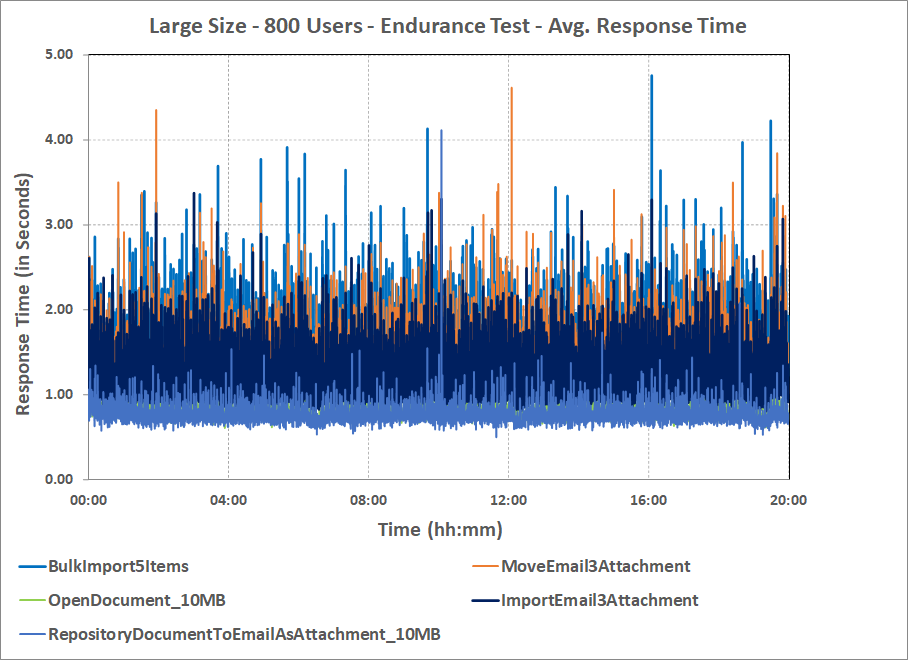 Large Size - 800 Users - Endurance Test - Avg. Response Time
5.00
4.00
3.00
2.00
1.00
0.00
Response Time (in Seconds)
00:00 04:00 08:00 12:00 16:00 20:00
Time (hh:mm)
BulkImport5Items MoveEmail3Attachment
OpenDocument_10MB ImportEmail3Attachment
RepositoryDocumentToEmailAsAttachment_10MB